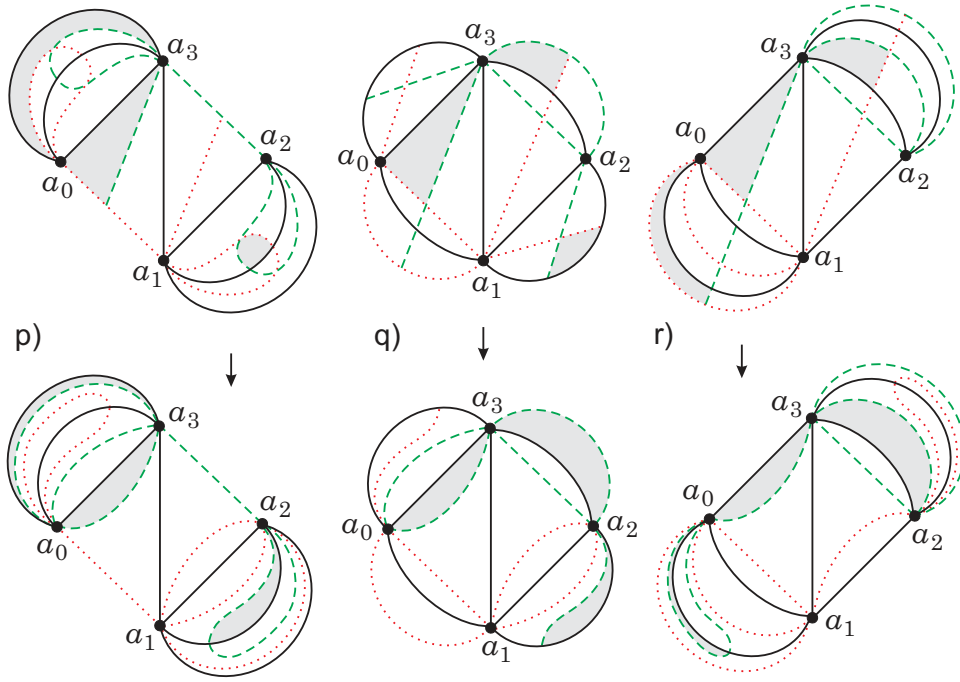 a₃ a₃ a₃
a₀ a₂ a₀ a₂ a₀ a₂
a₁ a₁ a₁
p) q) r)
a₃ a₃ a₃
a₀ a₂ a₀ a₂ a₀ a₂
a₁ a₁ a₁